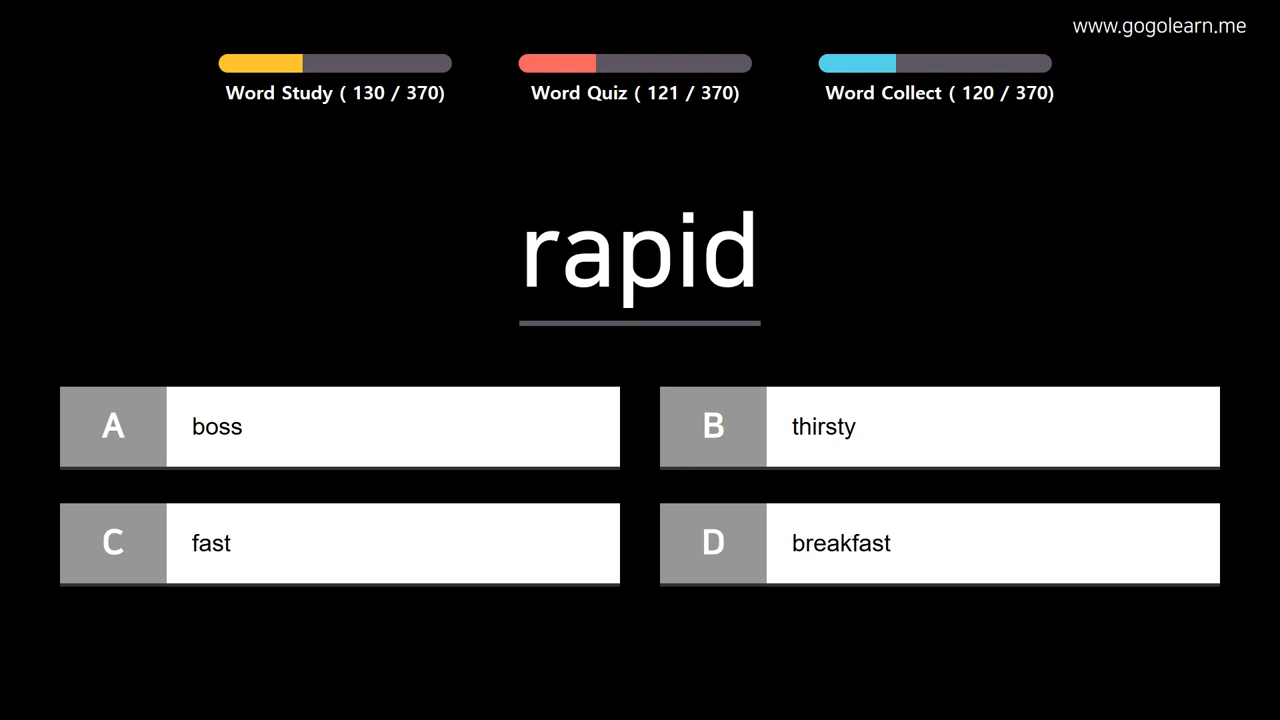 www.gogolearn.me
Word Study ( 130 / 370)
Word Quiz ( 121 / 370)
Word Collect ( 120 / 370)
rapid
A boss
B thirsty
C fast
D breakfast